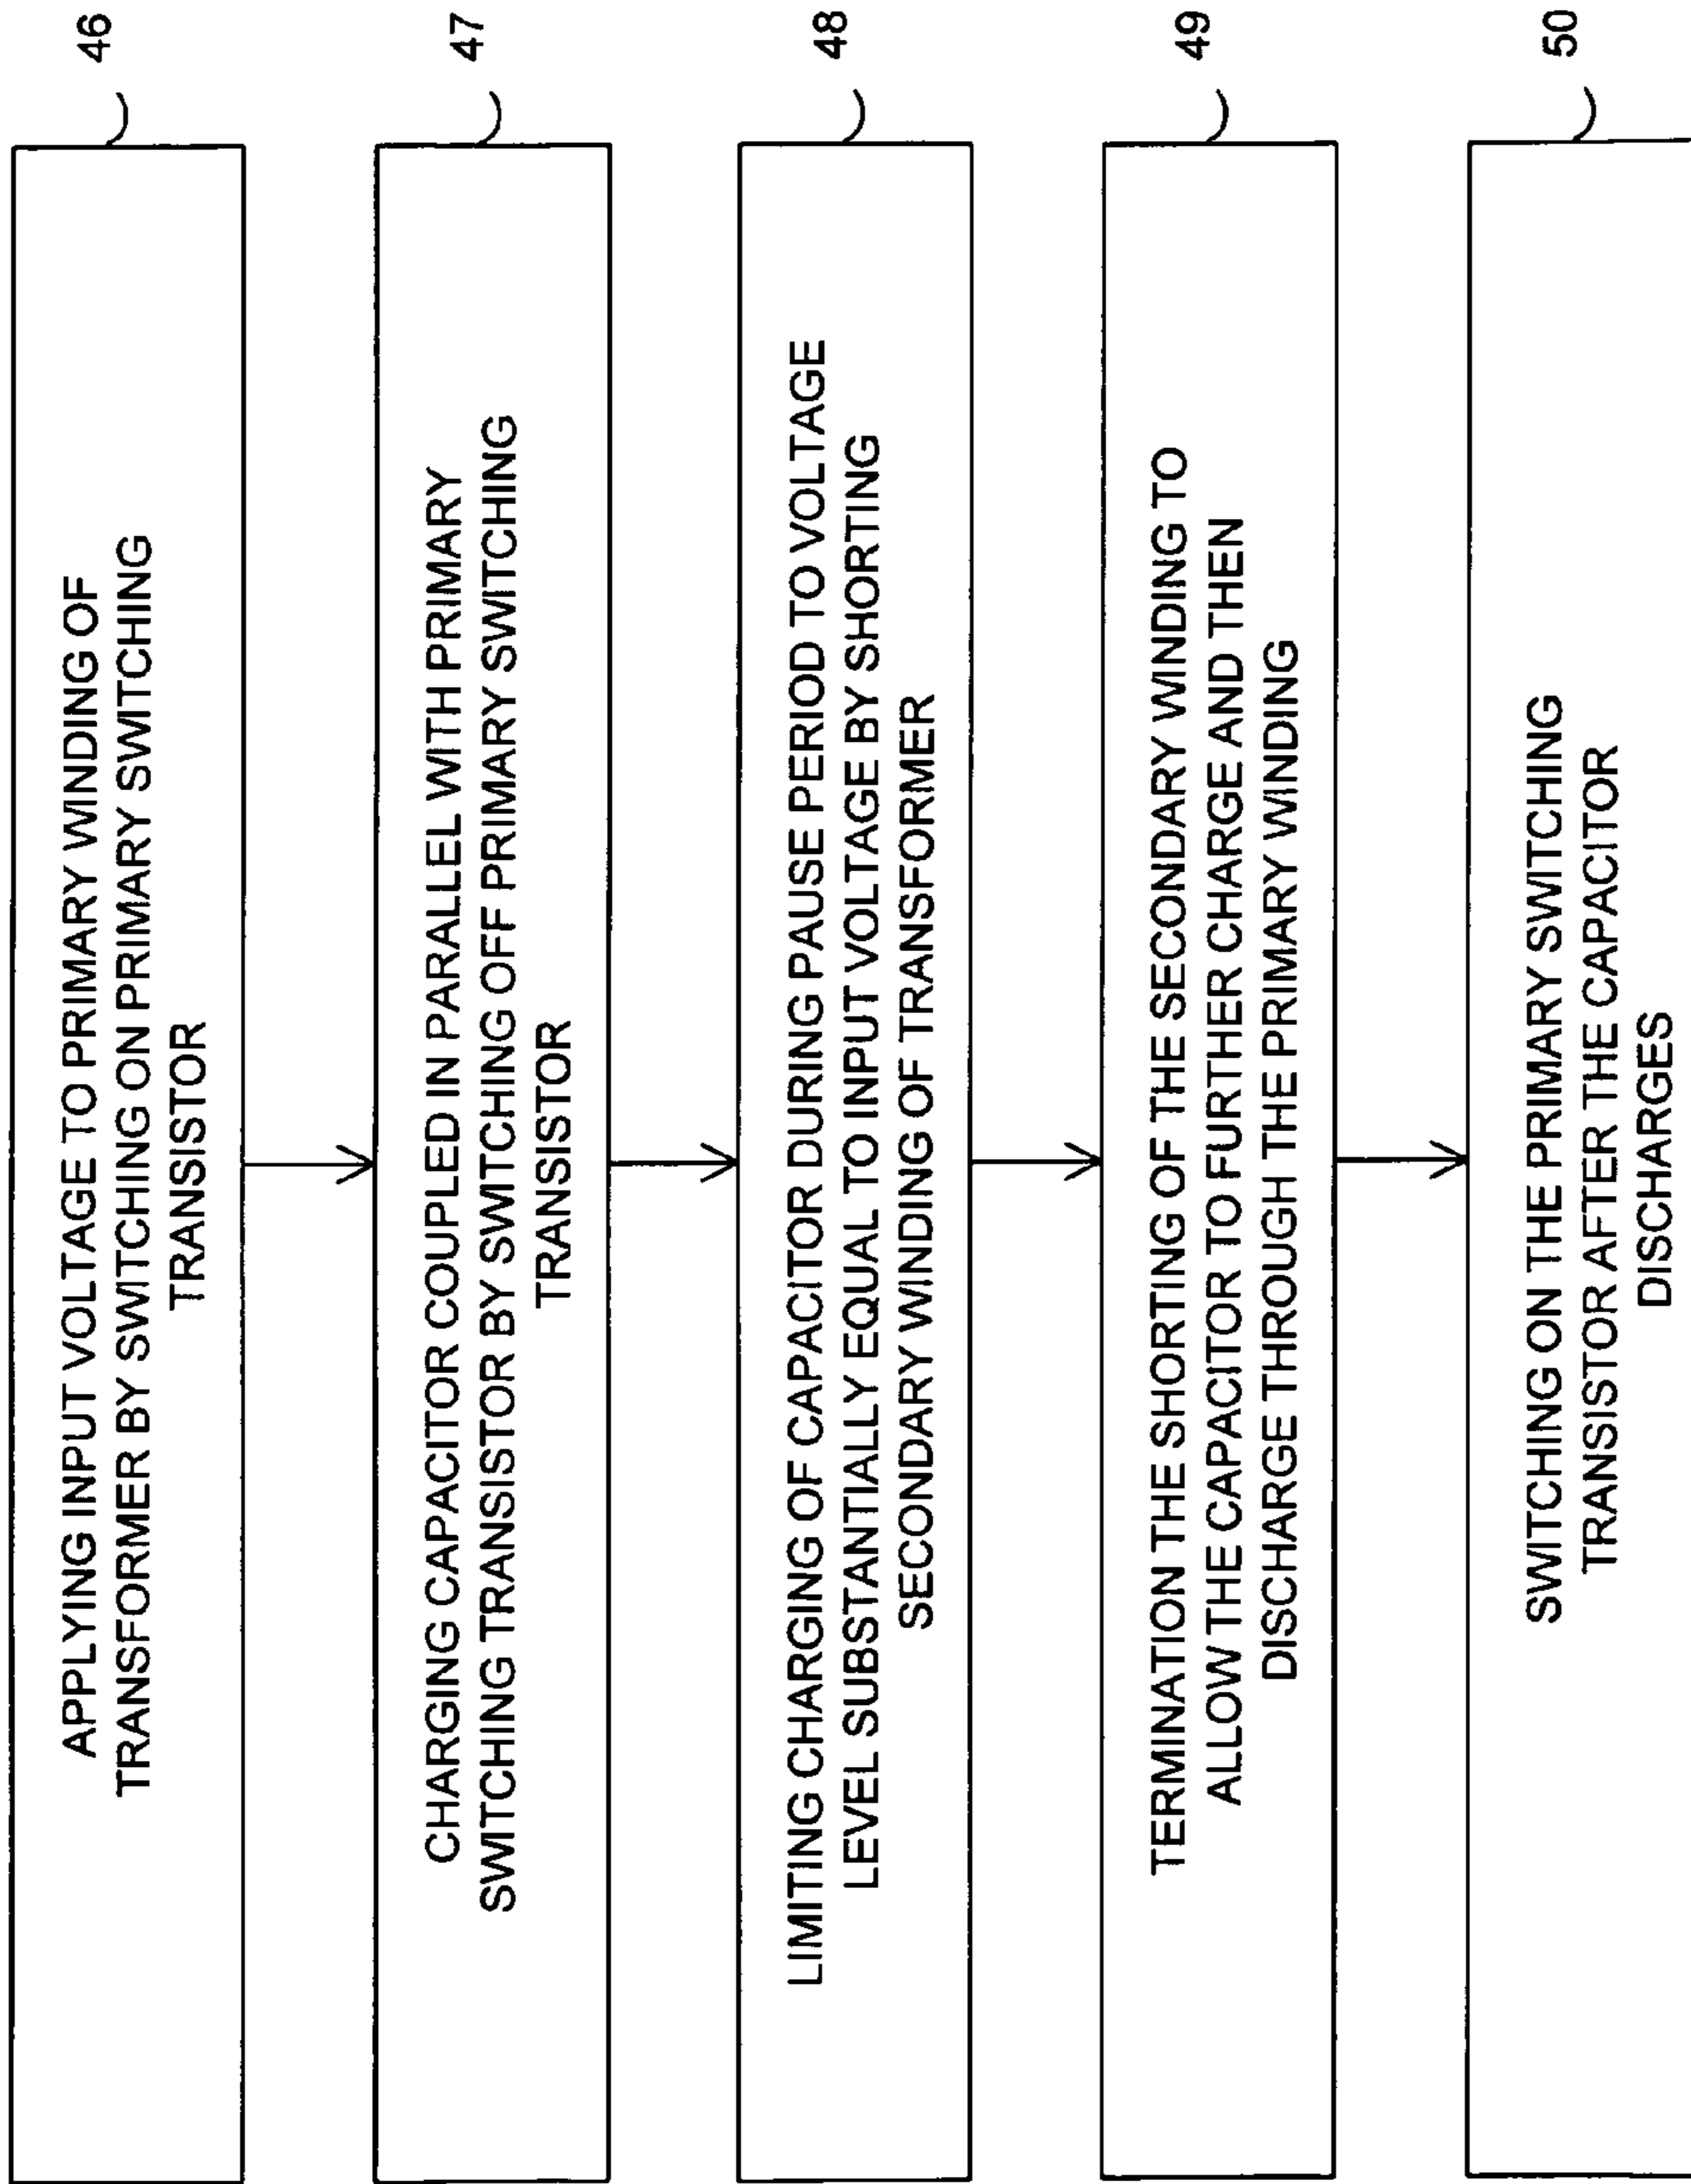 APPLYING INPUT VOLTAGE TO PRIMARY WINDING OF
TRANSFORMER BY SWITCHING ON PRIMARY SWITCHING
TRANSISTOR
46
CHARGING CAPACITOR COUPLED IN PARALLEL WITH PRIMARY
SWITCHING TRANSISTOR BY SWITCHING OFF PRIMARY SWITCHING
TRANSISTOR
47
LIMITING CHARGING OF CAPACITOR DURING PAUSE PERIOD TO VOLTAGE
LEVEL SUBSTANTIALLY EQUAL TO INPUT VOLTAGE BY SHORTING
SECONDARY WINDING OF TRANSFORMER
48
TERMINATION THE SHORTING OF THE SECONDARY WINDING TO
ALLOW THE CAPACITOR TO FURTHER CHARGE AND THEN
DISCHARGE THROUGH THE PRIMARY WINDING
49
SWITCHING ON THE PRIMARY SWITCHING
TRANSISTOR AFTER THE CAPACITOR
DISCHARGES
50